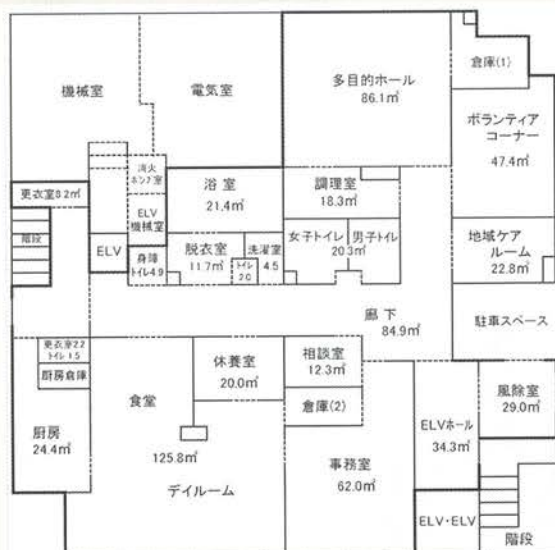 機械室
電気室
多目的ホール
86.1㎡
倉庫(1)
ボランティア
コーナー
47.4㎡
消火
ポンプ室
浴室
21.4㎡
調理室
18.3㎡
更衣室8.2㎡
ELV
機械室
階段
ELV
身障
トイレ4.9
脱衣室
11.7㎡
トイレ
2.0
洗濯室
4.5
女子トイレ
男子トイレ
20.3㎡
地域ケア
ルーム
22.8㎡
廊下
84.9㎡
駐車スペース
更衣室2.2
トイレ1.5
厨房倉庫
厨房
24.4㎡
食堂
125.8㎡
デイルーム
休養室
20.0㎡
相談室
12.3㎡
倉庫(2)
事務室
62.0㎡
ELVホール
34.3㎡
風除室
29.0㎡
ELV・ELV
階段